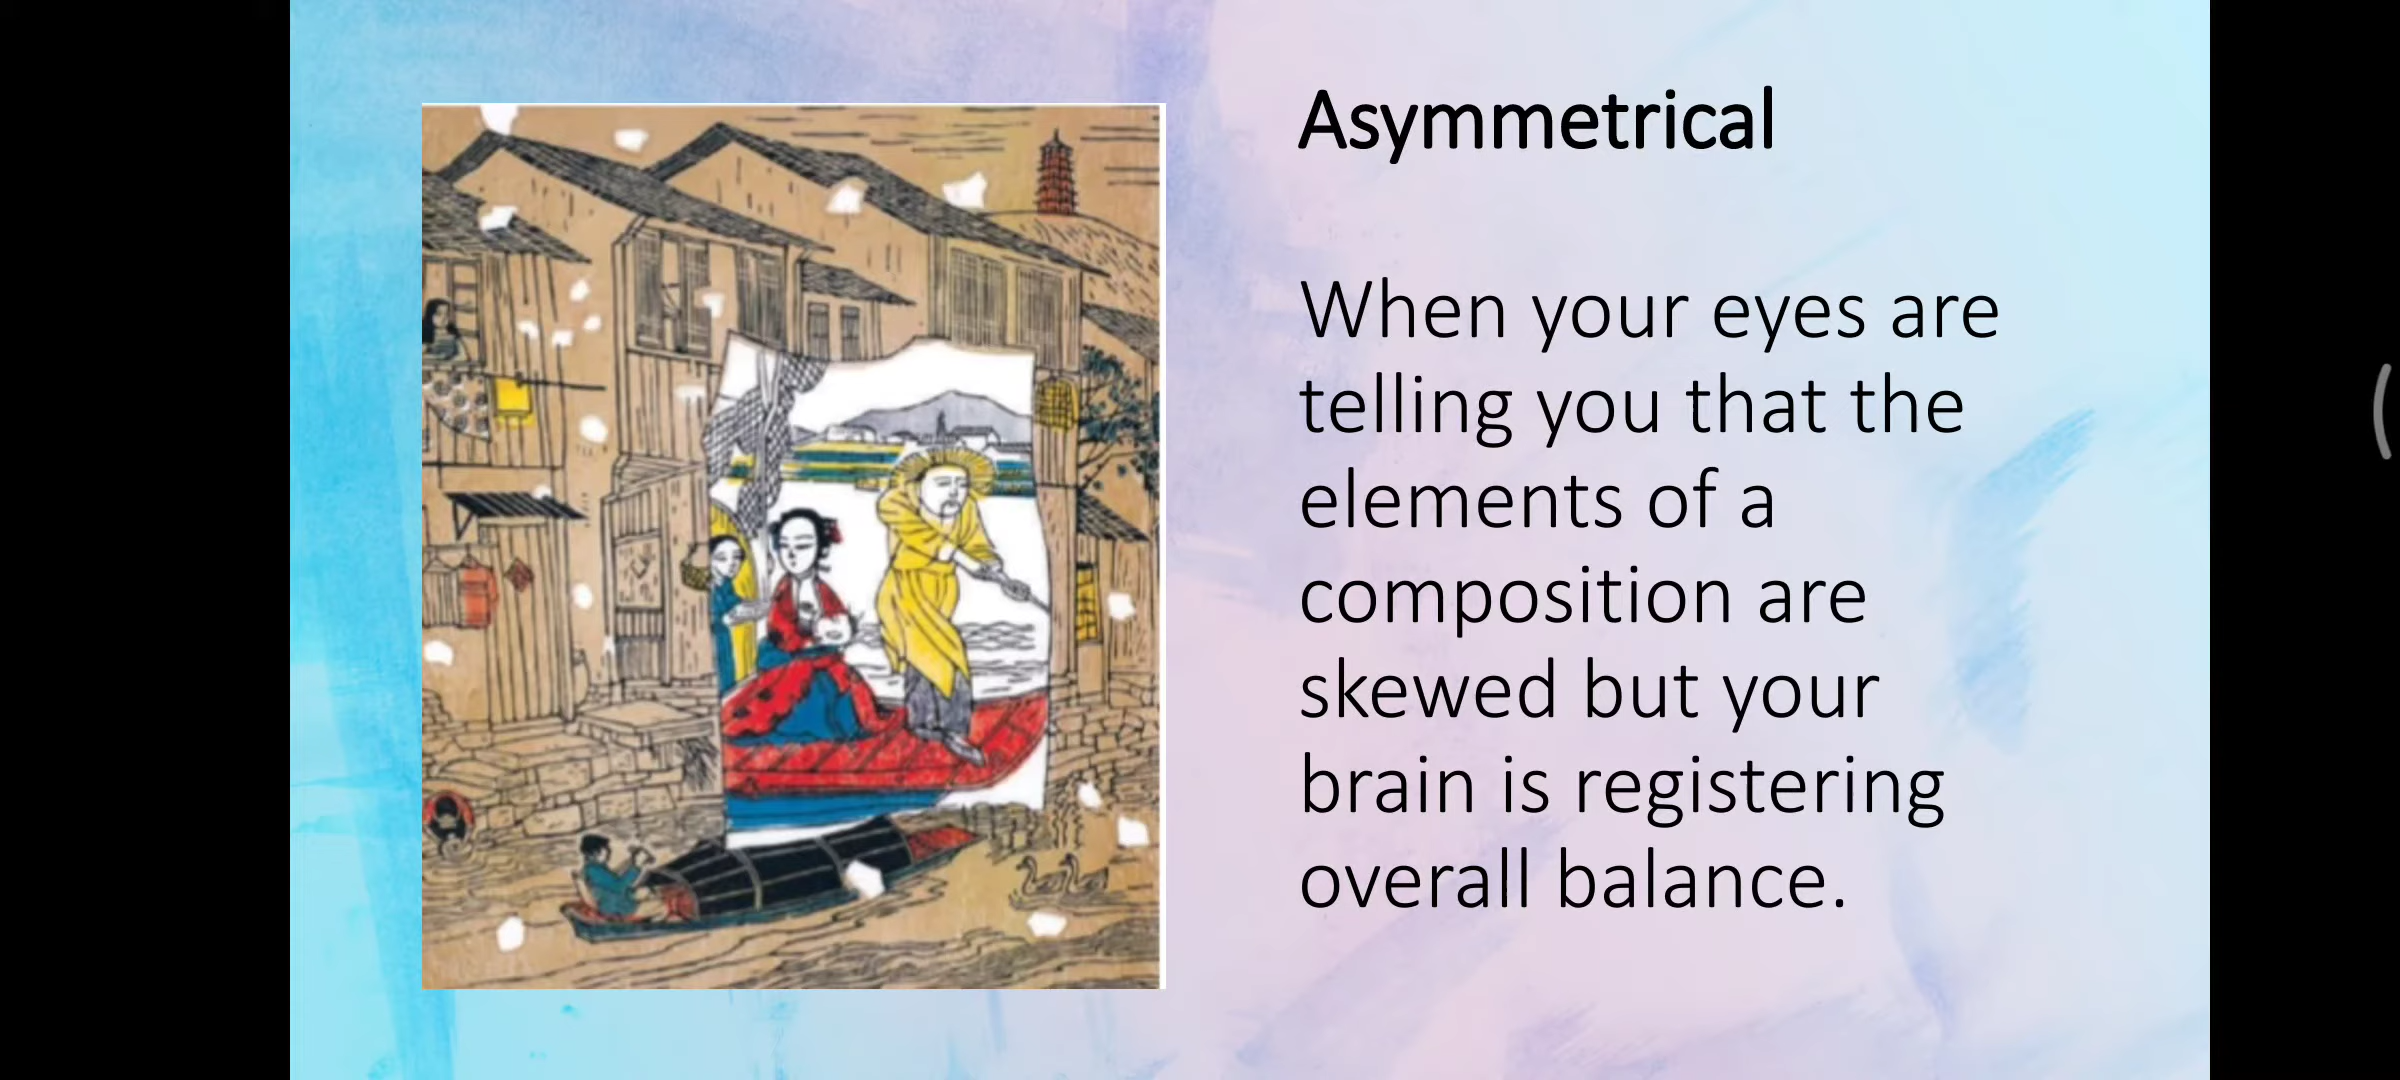 Asymmetrical
When your eyes are
telling you that the
elements of a
composition are
skewed but your
brain is registering
overall balance.